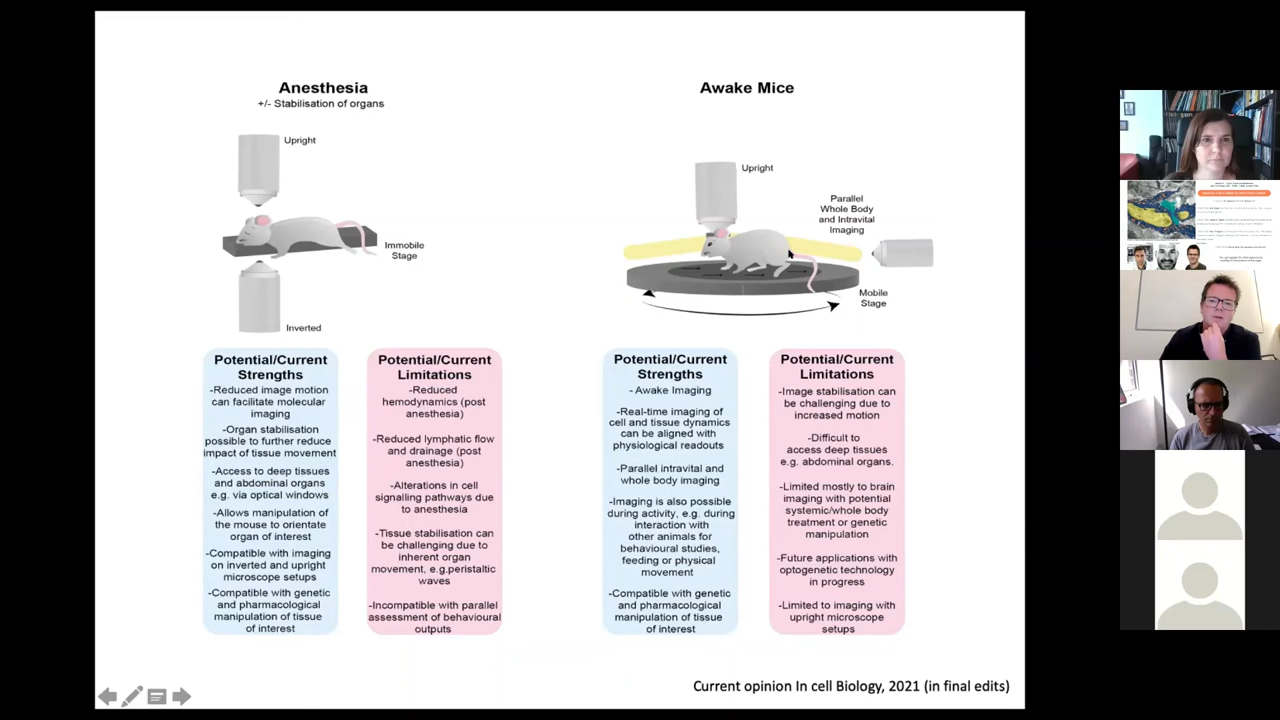 Anesthesia
+/- Stabilisation of organs
Upright
Immobile
Stage
Inverted
Potential/Current
Strengths
-Reduced image motion
can facilitate molecular
imaging
-Organ stabilisation
possible to further reduce
impact of tissue movement
-Access to deep tissues
and abdominal organs
e.g. via optical windows
-Allows manipulation of
the mouse to orientate
organ of interest
-Compatible with imaging
on inverted and upright
microscope setups
-Compatible with genetic
and pharmacological
manipulation of tissue
of interest
Potential/Current
Limitations
-Reduced
hemodynamics (post
anesthesia)
-Reduced lymphatic flow
and drainage (post
anesthesia)
-Alterations in cell
signalling pathways due
to anesthesia
-Tissue stabilisation can
be challenging due to
inherent organ
movement, e.g.peristaltic
waves
-Incompatible with parallel
assessment of behavioural
outputs
Awake Mice
Upright
Parallel
Whole Body
and Intravital
Imaging
Mobile
Stage
Potential/Current
Strengths
- Awake Imaging
-Real-time imaging of
cell and tissue dynamics
can be aligned with
physiological readouts
-Parallel intravital and
whole body imaging
-Imaging is also possible
during activity, e.g. during
interaction with
other animals for
behavioural studies,
feeding or physical
movement
-Compatible with genetic
and pharmacological
manipulation of tissue
of interest
Potential/Current
Limitations
-Image stabilisation can
be challenging due to
increased motion
-Difficult to
access deep tissues
e.g. abdominal organs.
-Limited mostly to brain
imaging with potential
systemic/whole body
treatment or genetic
manipulation
-Future applications with
optogenetic technology
in progress
-Limited to imaging with
upright microscope
setups
Current opinion In cell Biology, 2021 (in final edits)